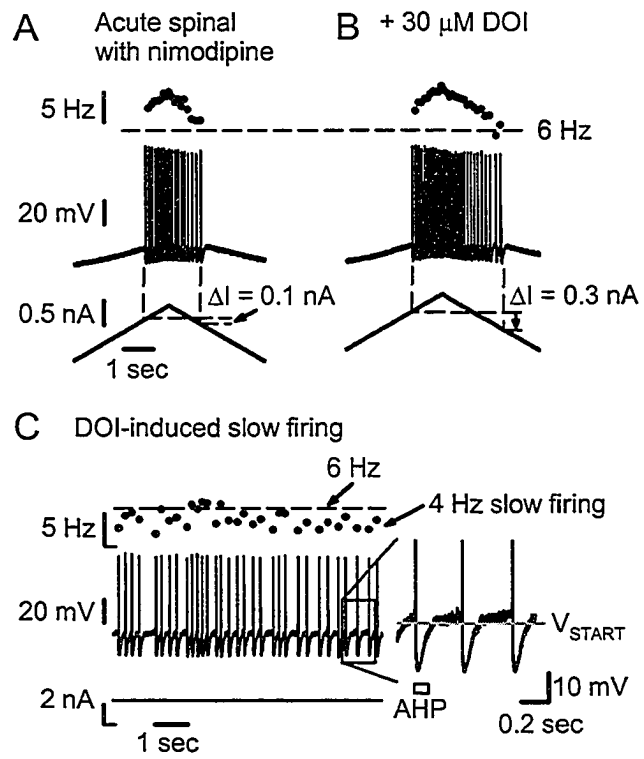 A
Acute spinal
with nimodipine
B
+ 30 μM DOI
5 Hz
6 Hz
20 mV
0.5 nA
ΔI = 0.1 nA
ΔI = 0.3 nA
1 sec
C
DOI-induced slow firing
6 Hz
5 Hz
4 Hz slow firing
20 mV
VSTART
2 nA
AHP
10 mV
1 sec
0.2 sec